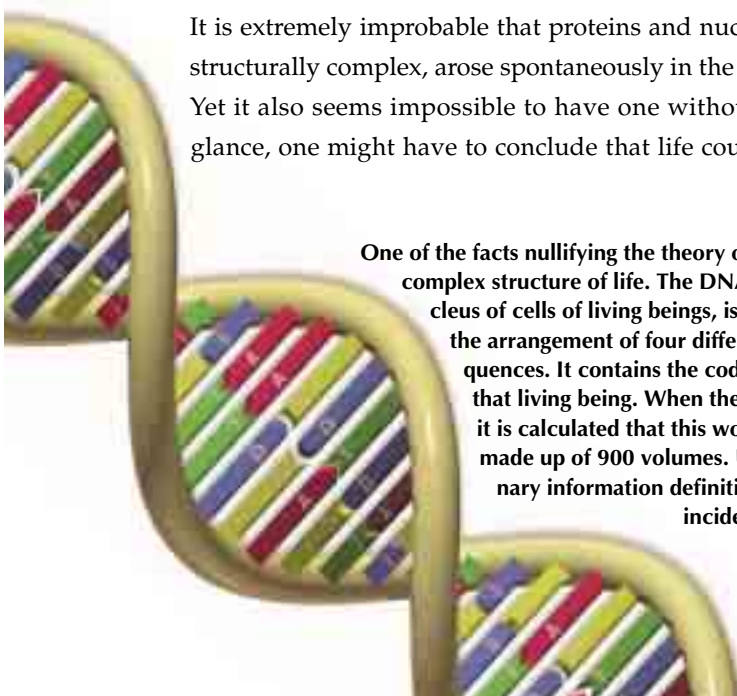 It is extremely improbable that proteins and nuc
structurally complex, arose spontaneously in the
Yet it also seems impossible to have one withou
glance, one might have to conclude that life cou
One of the facts nullifying the theory o
complex structure of life. The DNA
cleus of cells of living beings, is
the arrangement of four diffe
quences. It contains the cod
that living being. When the
it is calculated that this wo
made up of 900 volumes. U
nary information definiti
incide